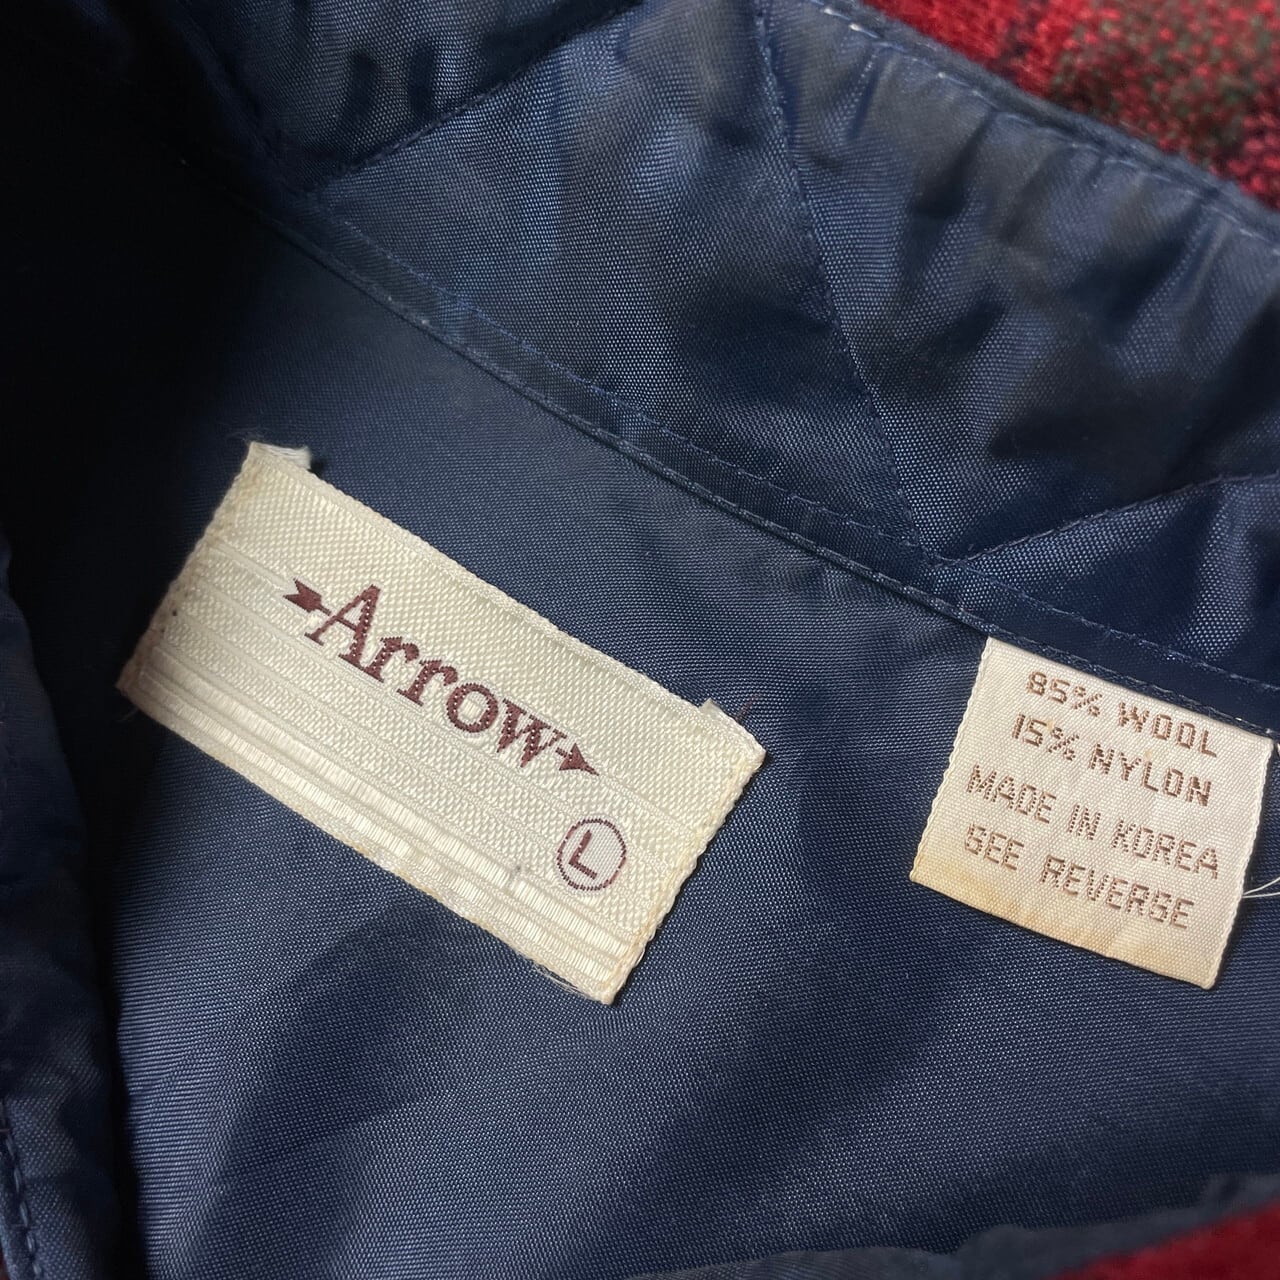 Arrow
L
85% WOOL
15% NYLON
MADE IN KOREA
SEE REVERSE